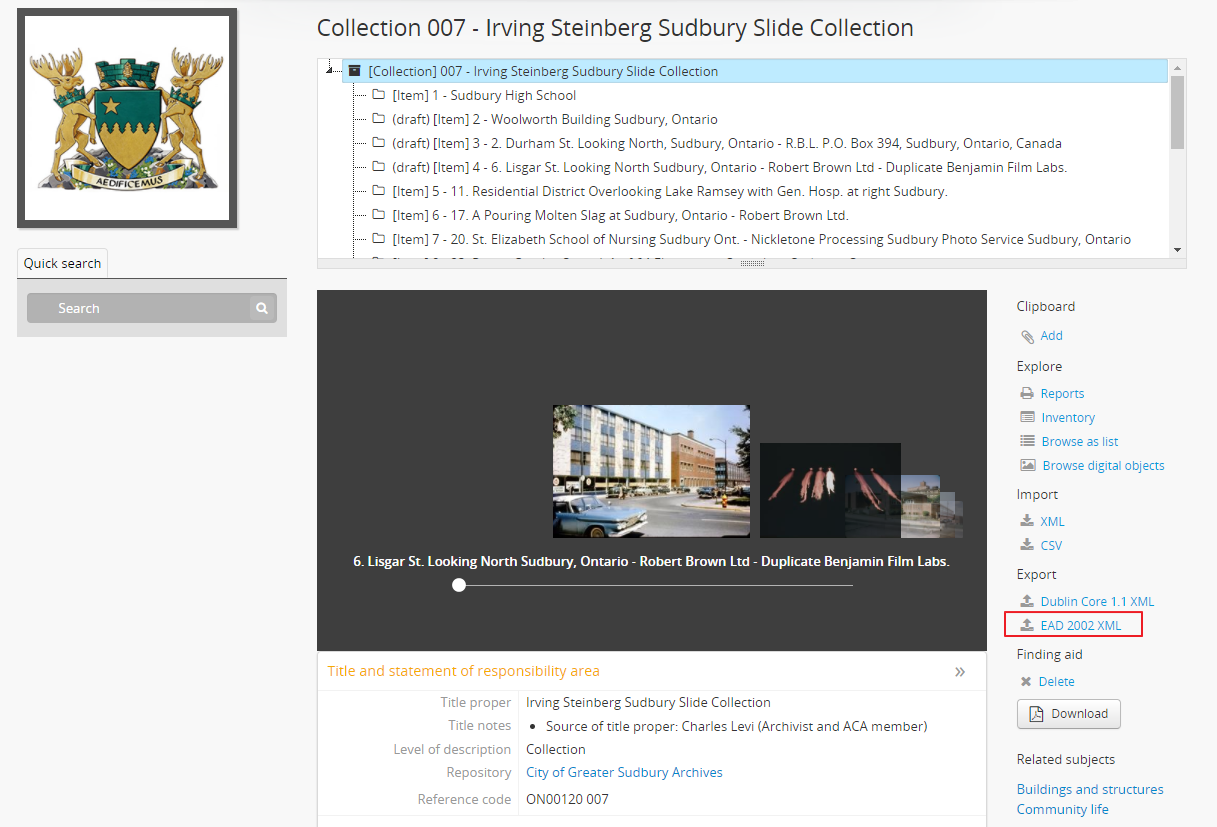 Collection 007 - Irving Steinberg Sudbury Slide Collection
AEDIFICEMUS
[Collection] 007 - Irving Steinberg Sudbury Slide Collection
[Item] 1 - Sudbury High School
(draft) [Item] 2 - Woolworth Building Sudbury, Ontario
(draft) [Item] 3 - 2. Durham St. Looking North, Sudbury, Ontario - R.B.L. P.O. Box 394, Sudbury, Ontario, Canada
(draft) [Item] 4 - 6. Lisgar St. Looking North Sudbury, Ontario - Robert Brown Ltd - Duplicate Benjamin Film Labs.
[Item] 5 - 11. Residential District Overlooking Lake Ramsey with Gen. Hosp. at right Sudbury.
[Item] 6 - 17. A Pouring Molten Slag at Sudbury, Ontario - Robert Brown Ltd.
[Item] 7 - 20. St. Elizabeth School of Nursing Sudbury Ont. - Nickletone Processing Sudbury Photo Service Sudbury, Ontario
Quick search
Search
6. Lisgar St. Looking North Sudbury, Ontario - Robert Brown Ltd - Duplicate Benjamin Film Labs.
Title and statement of responsibility area »
Title proper Irving Steinberg Sudbury Slide Collection
Title notes • Source of title proper: Charles Levi (Archivist and ACA member)
Level of description Collection
Repository City of Greater Sudbury Archives
Reference code ON00120 007
Clipboard
Add
Explore
Reports
Inventory
Browse as list
Browse digital objects
Import
XML
CSV
Export
Dublin Core 1.1 XML
EAD 2002 XML
Finding aid
Delete
Download
Related subjects
Buildings and structures
Community life